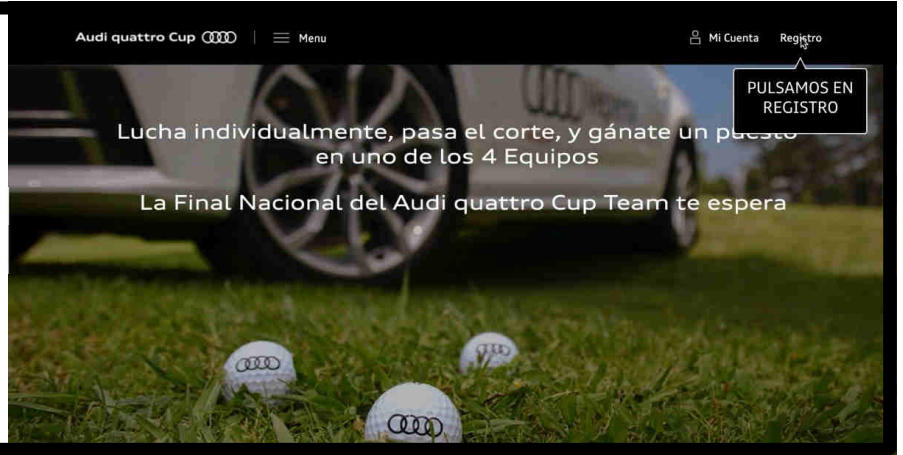 Audi quattro Cup
Menu
Mi Cuenta
Registro
PULSAMOS EN
REGISTRO
Lucha individualmente, pasa el corte, y gánate un puesto
en uno de los 4 Equipos
La Final Nacional del Audi quattro Cup Team te espera